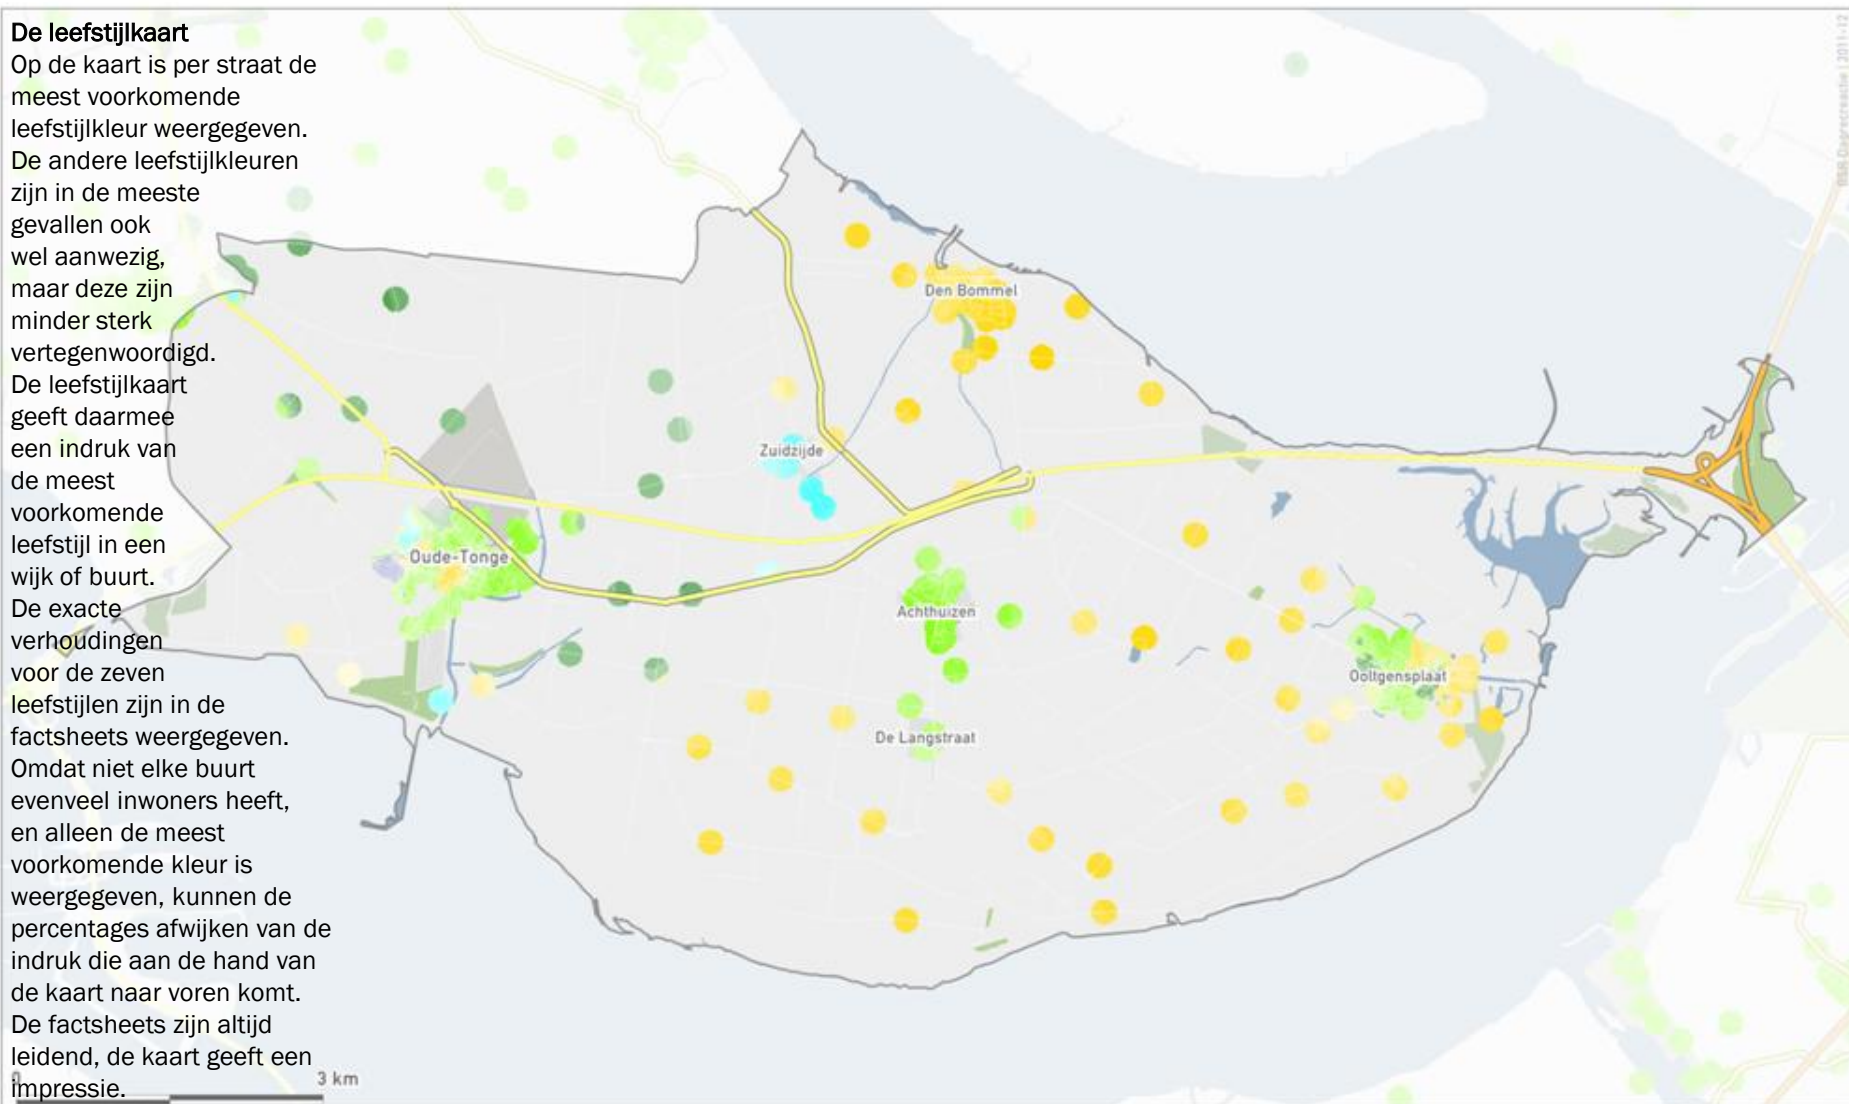 De leefstijlkaart
Op de kaart is per straat de
meest voorkomende
leefstijlkleur weergegeven.
De andere leefstijlkleuren
zijn in de meeste
gevallen ook
wel aanwezig,
maar deze zijn
minder sterk
vertegenwoordigd.
De leefstijlkaart
geeft daarmee
een indruk van
de meest
voorkomende
leefstijl in een
wijk of buurt.
De exacte
verhoudingen
voor de zeven
leefstijlen zijn in de
factsheets weergegeven.
Omdat niet elke buurt
evenveel inwoners heeft,
en alleen de meest
voorkomende kleur is
weergegeven, kunnen de
percentages afwijken van de
indruk die aan de hand van
de kaart naar voren komt.
De factsheets zijn altijd
leidend, de kaart geeft een
impressie.
Den Bommel
Zuidzijde
Oude-Tonge
Achthuizen
Ooltgensplaat
De Langstraat
0
3 km
BSR Dagrecreatie | 2011-12